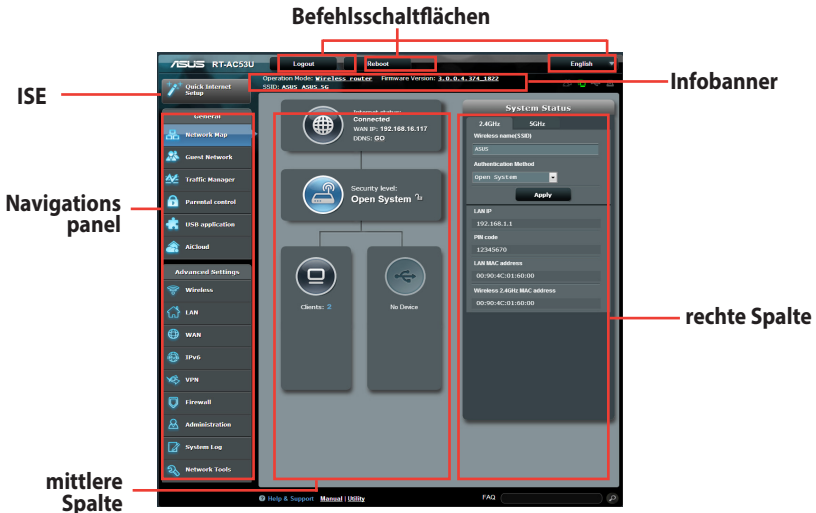 Befehlsschaltflächen
ASUS RT-AC53U
Logout
Reboot
English
Operation Mode: Wireless router Firmware Version: 3.0.0.4.374_1822
SSID: ASUS ASUS_5G
Infobanner
ISE
Quick Internet
Setup
General
Network Map
Guest Network
Traffic Manager
Parental control
USB application
AiCloud
Navigations
panel
Advanced Settings
Wireless
LAN
WAN
IPv6
VPN
Firewall
Administration
System Log
Network Tools
Internet status:
Connected
WAN IP: 192.168.16.117
DDNS: GO
Security level:
Open System
Clients: 2
No Device
System Status
2.4GHz
5GHz
Wireless name(SSID)
ASUS
Authentication Method
Open System
Apply
LAN IP
192.168.1.1
PIN code
12345670
LAN MAC address
00:90:4C:01:60:00
Wireless 2.4GHz MAC address
00:90:4C:01:60:00
rechte Spalte
mittlere
Spalte
Help & Support Manual | Utility
FAQ